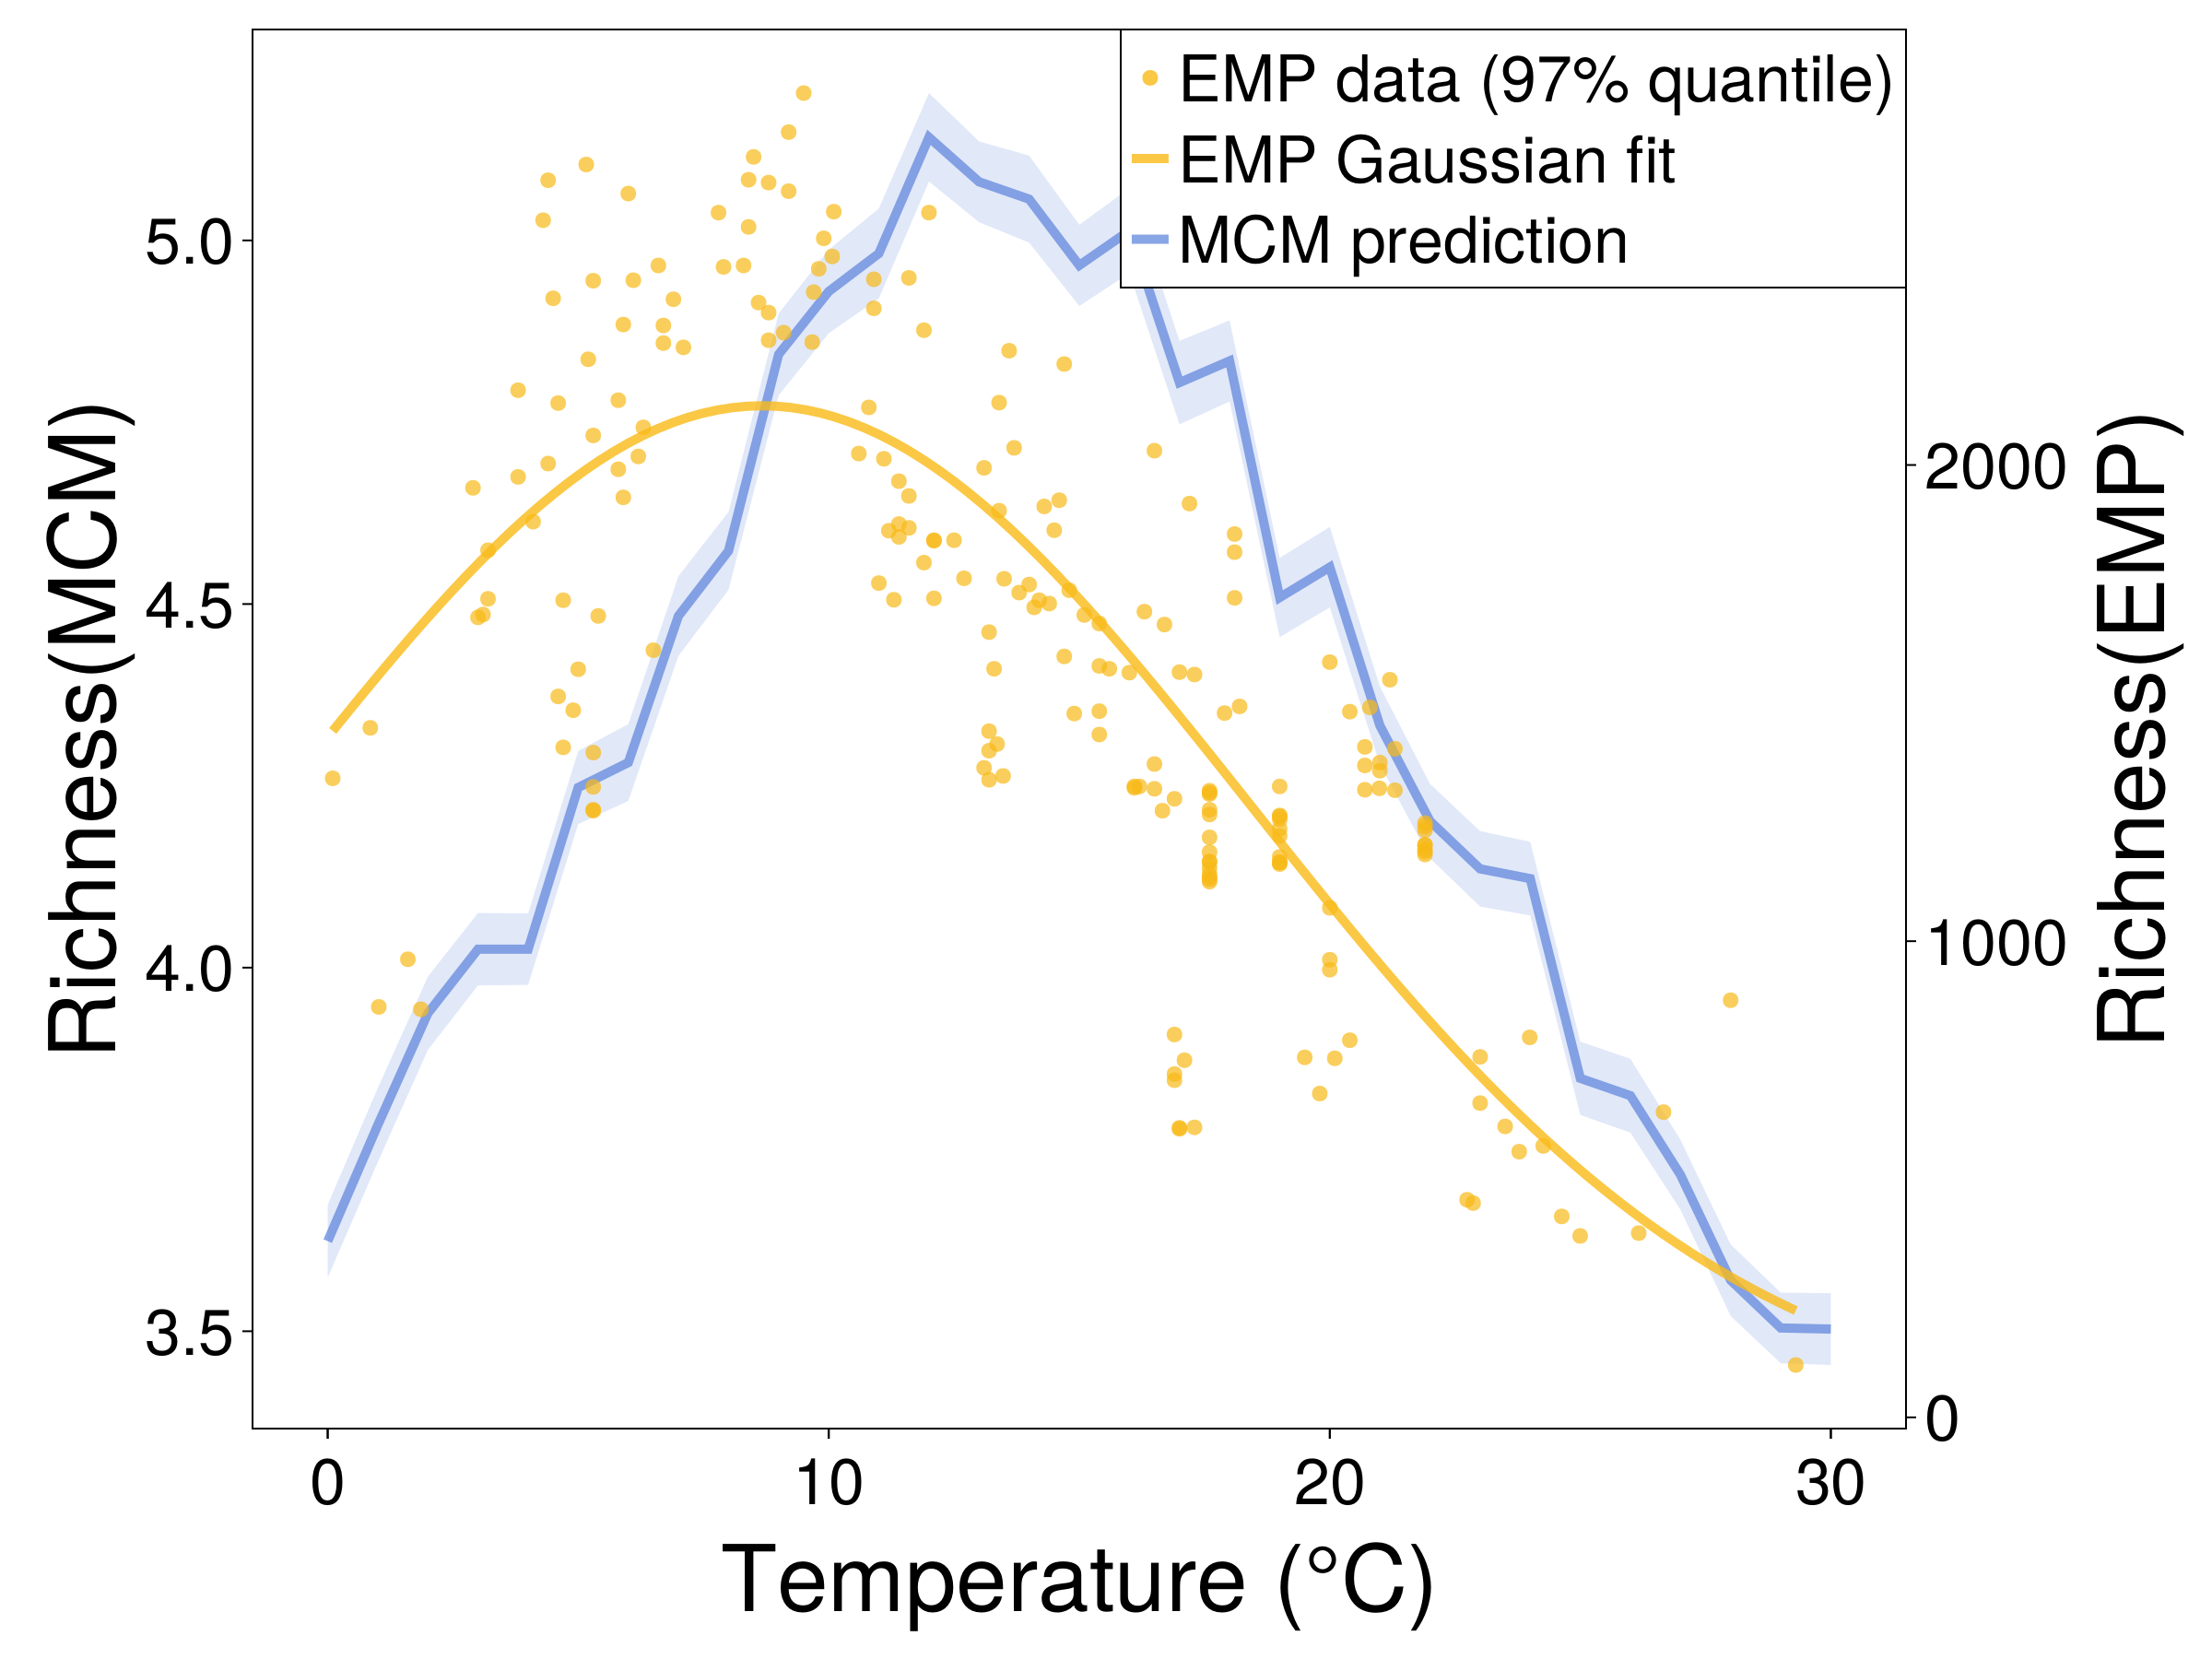 EMP data (97% quantile)
EMP Gaussian fit
MCM prediction
Richness(MCM)
5.0
4.5
4.0
3.5
Richness(EMP)
2000
1000
0
0 10 20 30
Temperature (°C)